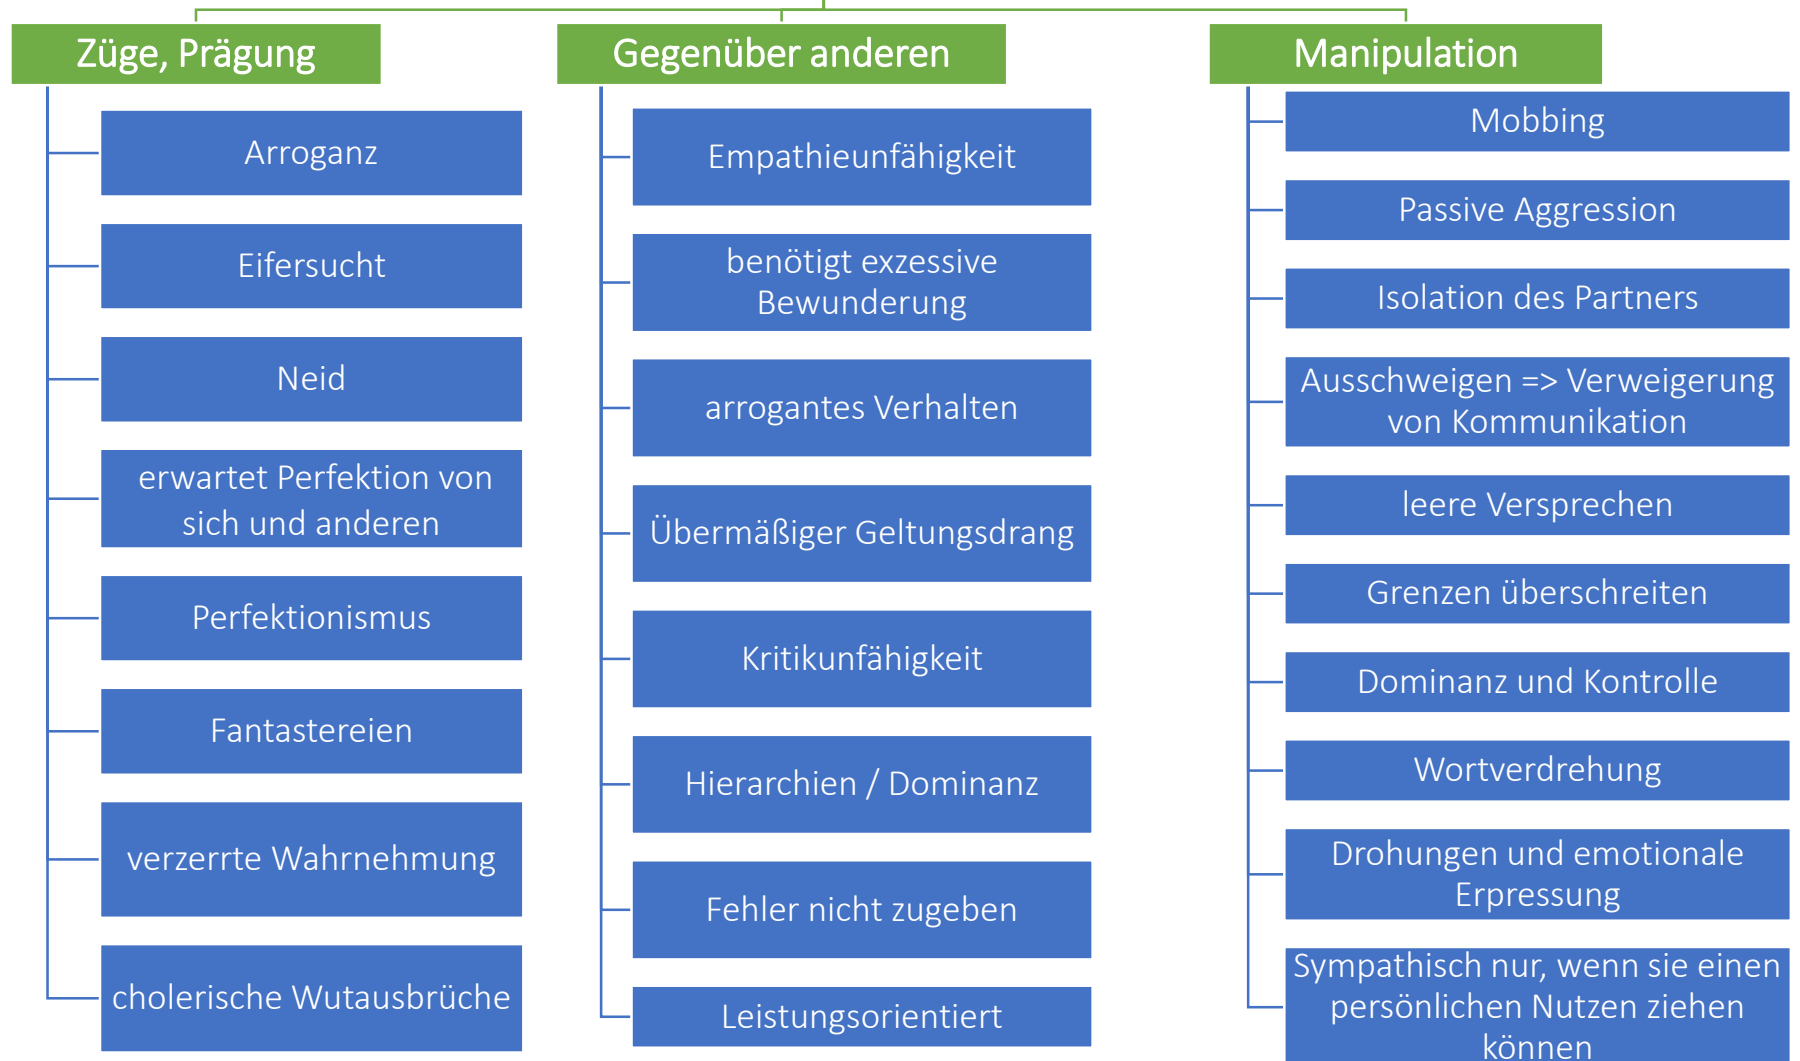 Züge, Prägung
Arroganz
Eifersucht
Neid
erwartet Perfektion von
sich und anderen
Perfektionismus
Fantastereien
verzerrte Wahrnehmung
cholerische Wutausbrüche
Gegenüber anderen
Empathieunfähigkeit
benötigt exzessive
Bewunderung
arrogantes Verhalten
Übermäßiger Geltungsdrang
Kritikunfähigkeit
Hierarchien / Dominanz
Fehler nicht zugeben
Leistungsorientiert
Manipulation
Mobbing
Passive Aggression
Isolation des Partners
Ausschweigen => Verweigerung
von Kommunikation
leere Versprechen
Grenzen überschreiten
Dominanz und Kontrolle
Wortverdrehung
Drohungen und emotionale
Erpressung
Sympathisch nur, wenn sie einen
persönlichen Nutzen ziehen
können